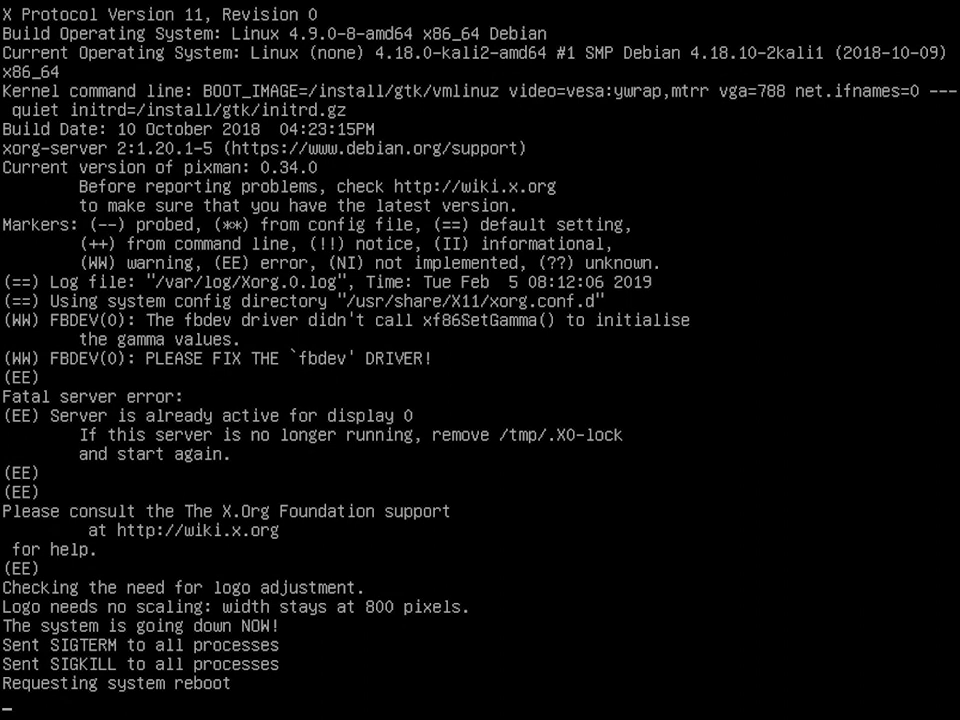 X Protocol Version 11, Revision 0
Build Operating System: Linux 4.9.0-8-amd64 x86_64 Debian
Current Operating System: Linux (none) 4.18.0-kali2-amd64 #1 SMP Debian 4.18.10-2kali1 (2018-10-09)
x86_64
Kernel command line: BOOT_IMAGE=/install/gtk/vmlinuz video=vesa:ywrap,mtrr vga=788 net.ifnames=0 ---
 quiet initrd=/install/gtk/initrd.gz
Build Date: 10 October 2018  04:23:15PM
xorg-server 2:1.20.1-5 (https://www.debian.org/support)
Current version of pixman: 0.34.0
        Before reporting problems, check http://wiki.x.org
        to make sure that you have the latest version.
Markers: (--) probed, (**) from config file, (==) default setting,
        (++) from command line, (!!) notice, (II) informational,
        (WW) warning, (EE) error, (NI) not implemented, (??) unknown.
(==) Log file: "/var/log/Xorg.0.log", Time: Tue Feb  5 08:12:06 2019
(==) Using system config directory "/usr/share/X11/xorg.conf.d"
(WW) FBDEV(0): The fbdev driver didn't call xf86SetGamma() to initialise
        the gamma values.
(WW) FBDEV(0): PLEASE FIX THE `fbdev' DRIVER!
(EE)
Fatal server error:
(EE) Server is already active for display 0
        If this server is no longer running, remove /tmp/.X0-lock
        and start again.
(EE)
(EE)
Please consult the The X.Org Foundation support
         at http://wiki.x.org
 for help.
(EE)
Checking the need for logo adjustment.
Logo needs no scaling: width stays at 800 pixels.
The system is going down NOW!
Sent SIGTERM to all processes
Sent SIGKILL to all processes
Requesting system reboot